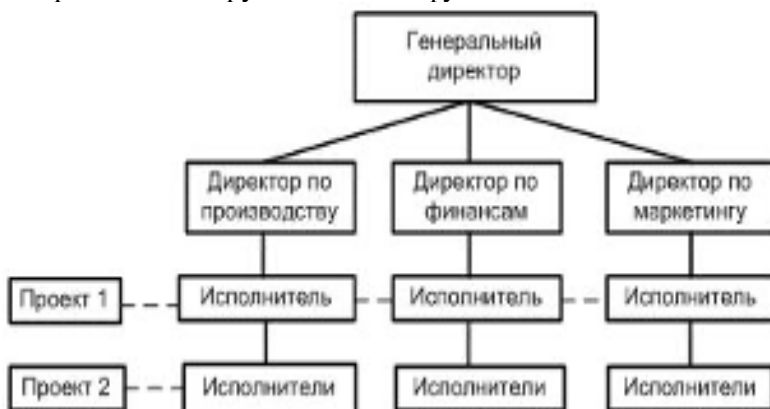 Генеральный
директор
Директор по
производству
Директор по
финансам
Директор по
маркетингу
Проект 1
Исполнитель
Исполнитель
Исполнитель
Проект 2
Исполнители
Исполнители
Исполнители